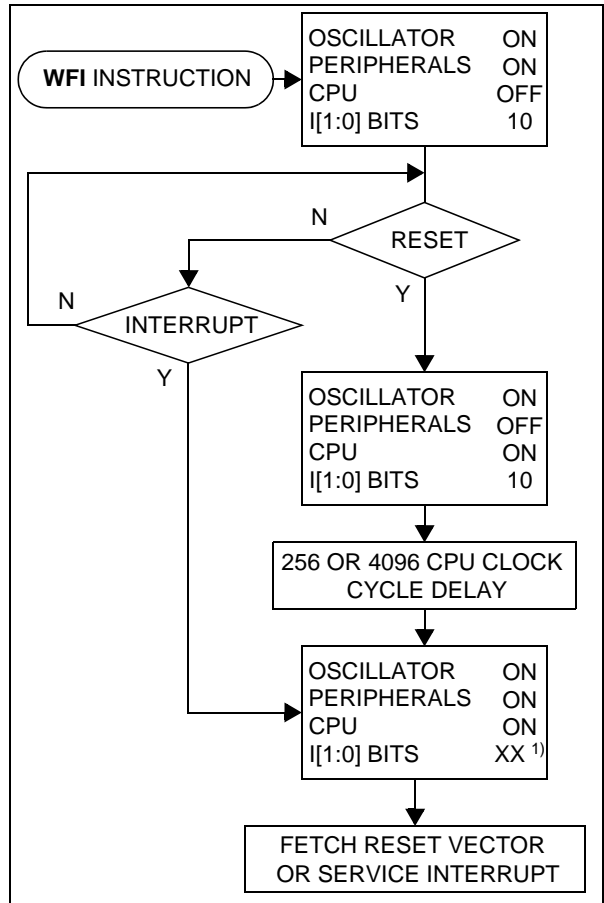 WFI INSTRUCTION
OSCILLATOR ON
PERIPHERALS ON
CPU OFF
I[1:0] BITS 10
N
RESET
Y
N
INTERRUPT
Y
OSCILLATOR ON
PERIPHERALS OFF
CPU ON
I[1:0] BITS 10
256 OR 4096 CPU CLOCK
CYCLE DELAY
OSCILLATOR ON
PERIPHERALS ON
CPU ON
I[1:0] BITS XX 1)
FETCH RESET VECTOR
OR SERVICE INTERRUPT